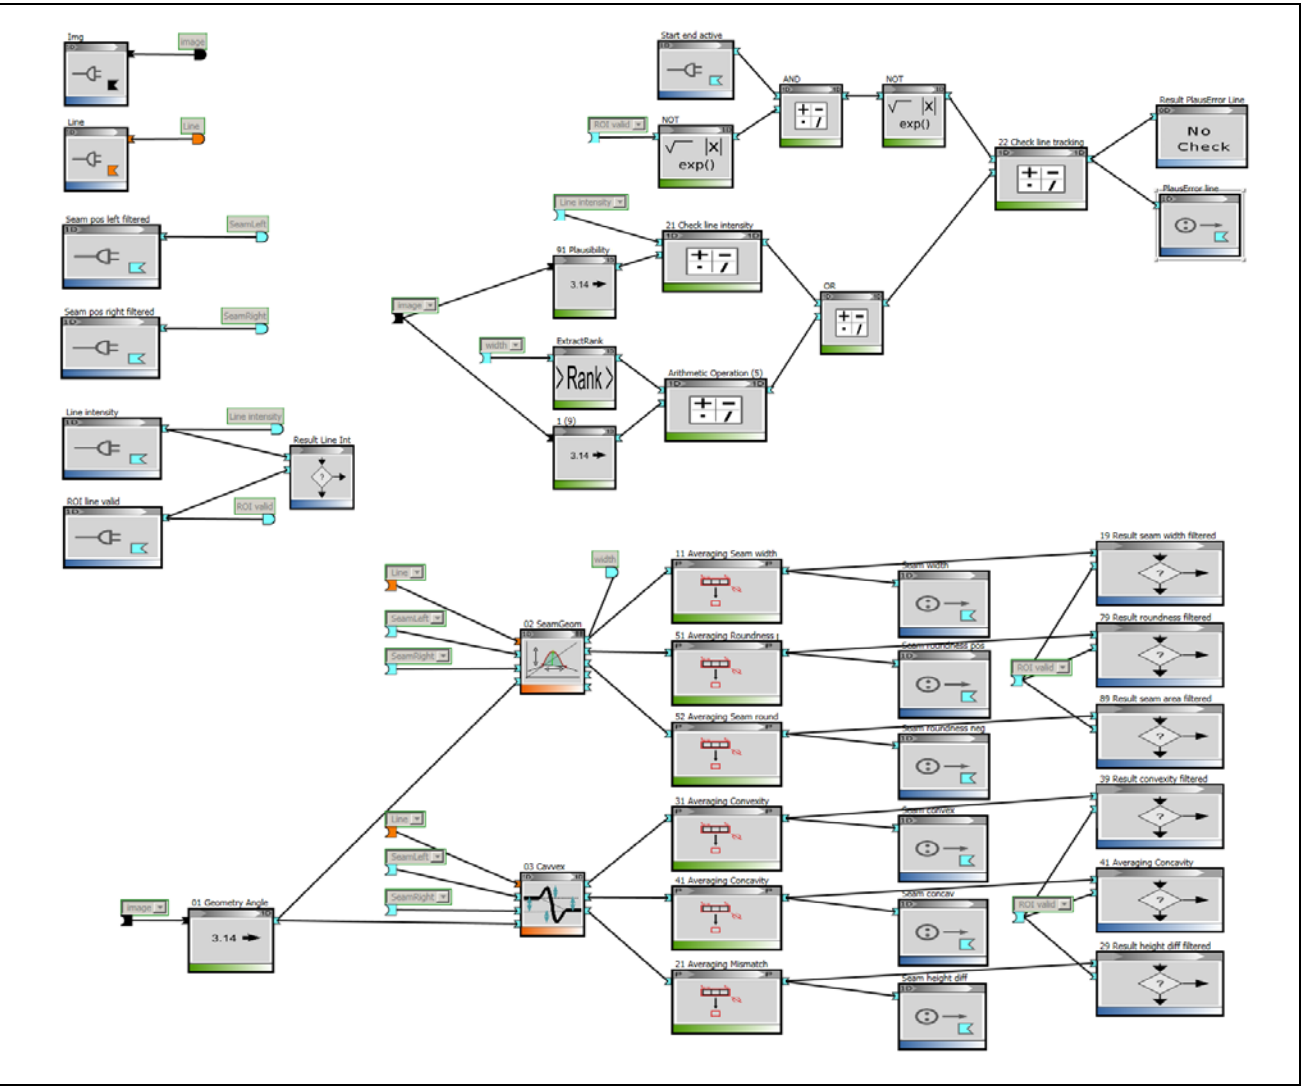 Img
image
Line
Line
Seam pos left filtered
SeamLeft
Seam pos right filtered
SeamRight
Line intensity
Line intensity
Result Line Int
?
ROI line valid
ROI valid
Start end active
ROI valid
NOT
|X|
exp()
AND
NOT
|X|
exp()
22 Check line tracking
Result PlausError Line
No
Check
PlausError line
Line intensity
21 Check line intensity
91 Plausibility
3.14
image
OR
width
ExtractRank
>Rank>
Arithmetic Operation (5)
1 (9)
3.14
Line
SeamLeft
SeamRight
02 SeamGeom
width
11 Averaging Seam width
Seam width
19 Result seam width filtered
?
51 Averaging Roundness
Seam roundness pos
79 Result roundness filtered
?
ROI valid
52 Averaging Seam round
Seam roundness neg
89 Result seam area filtered
?
Line
SeamLeft
SeamRight
image
01 Geometry Angle
3.14
03 Cavvex
31 Averaging Convexity
Seam convex
39 Result convexity filtered
?
41 Averaging Concavity
Seam concav
41 Averaging Concavity
?
ROI valid
21 Averaging Mismatch
Seam height diff
29 Result height diff filtered
?